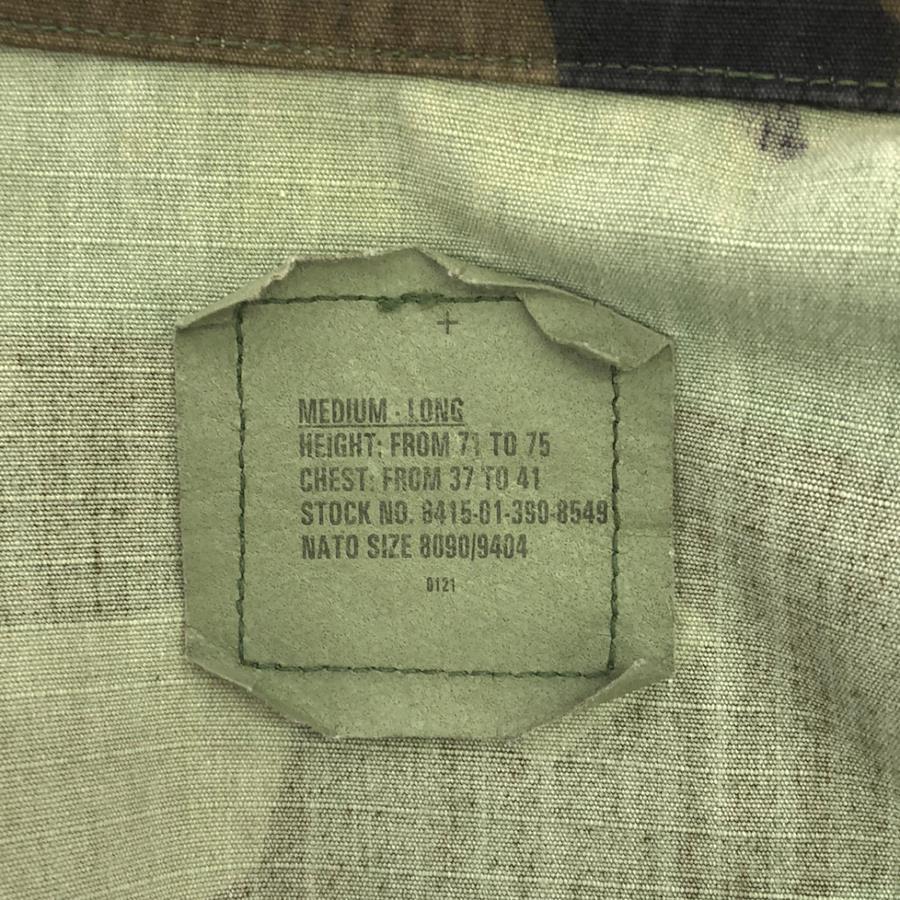 MEDIUM - LONG
HEIGHT: FROM 71 TO 75
CHEST: FROM 37 TO 41
STOCK NO. 8415-01-390-8549
NATO SIZE 8090/9404
0121